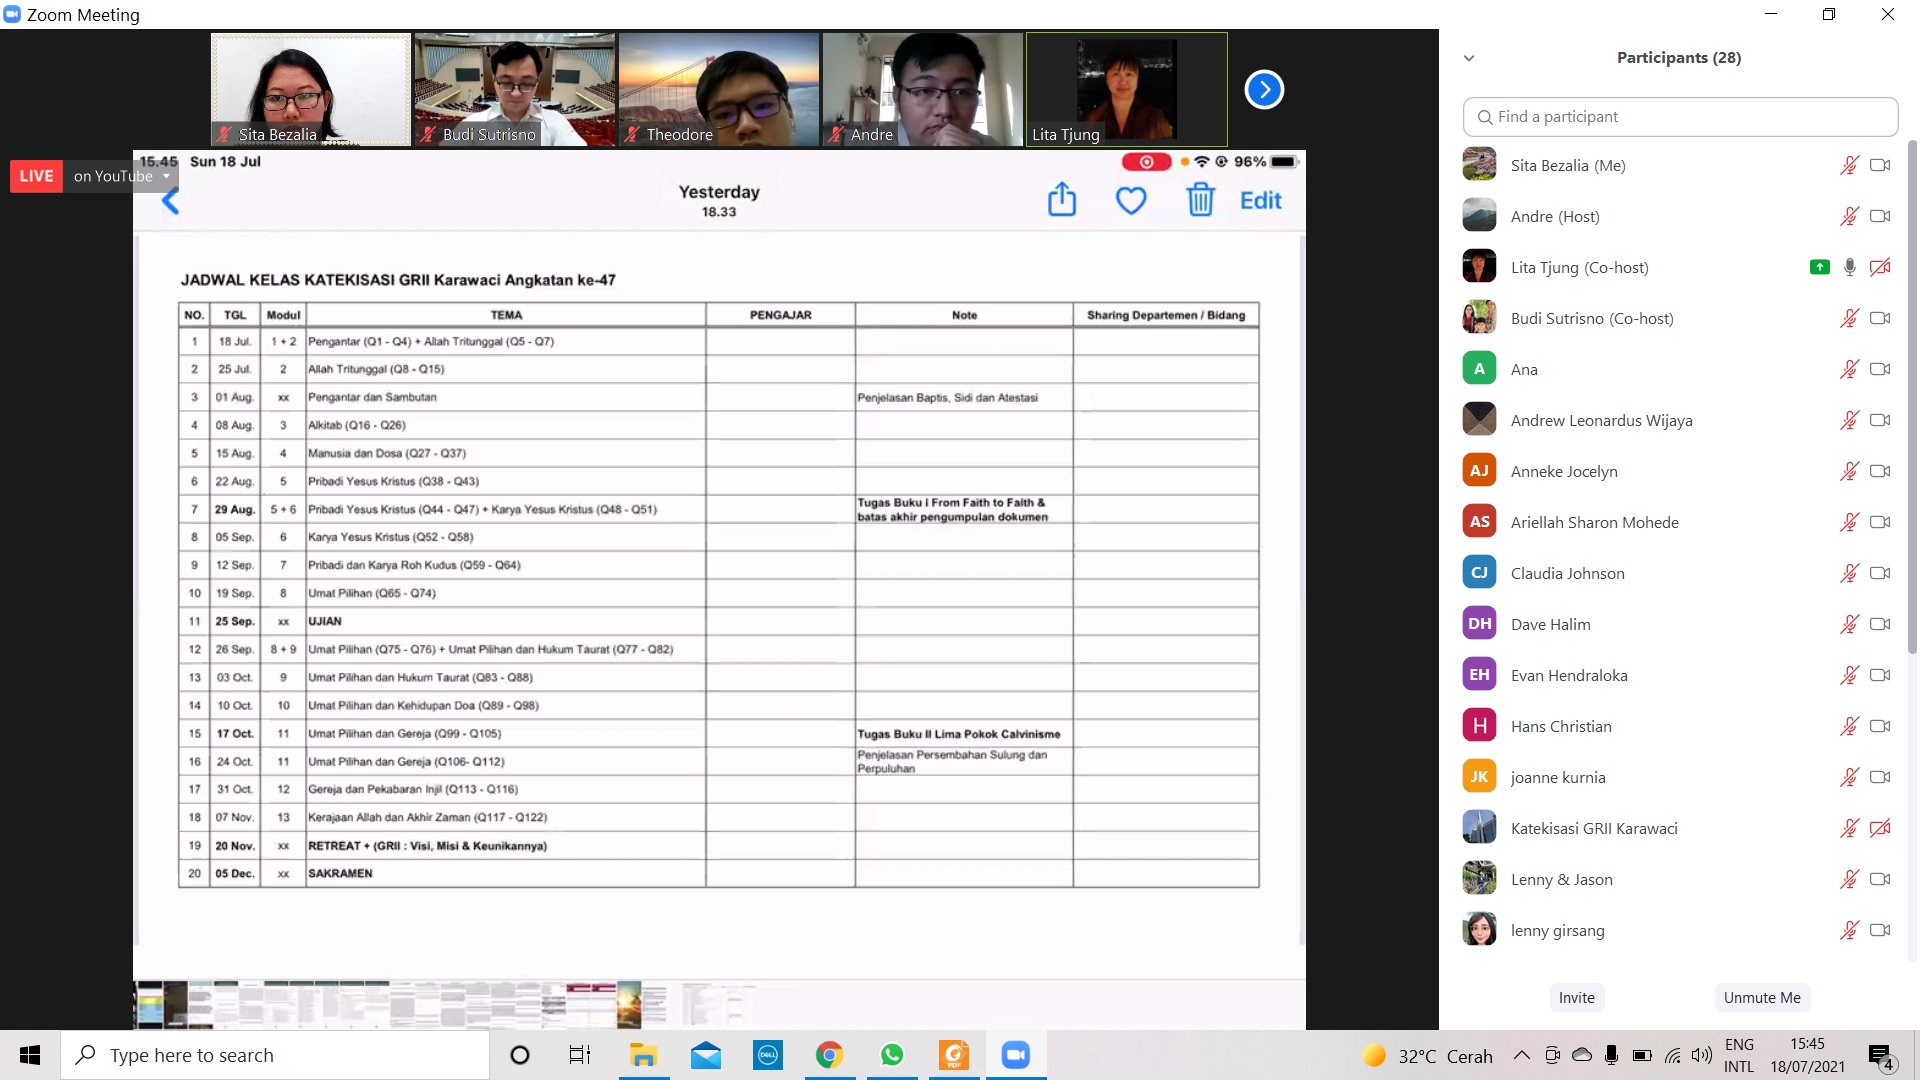 Zoom Meeting
Sita Bezalia
Budi Sutrisno
Theodore
Andre
Lita Tjung
LIVE on YouTube
15.45 Sun 18 Jul
96%
Yesterday
18.33
Edit
JADWAL KELAS KATEKISASI GRII Karawaci Angkatan ke-47
NO. TGL Modul TEMA PENGAJAR Note Sharing Departemen / Bidang
1 18 Jul. 1 + 2 Pengantar (Q1 - Q4) + Allah Tritunggal (Q5 - Q7)
2 25 Jul. 2 Allah Tritunggal (Q8 - Q15)
3 01 Aug. xx Pengantar dan Sambutan Penjelasan Baptis, Sidi dan Atestasi
4 08 Aug. 3 Alkitab (Q16 - Q26)
5 15 Aug. 4 Manusia dan Dosa (Q27 - Q37)
6 22 Aug. 5 Pribadi Yesus Kristus (Q38 - Q43)
7 29 Aug. 5 + 6 Pribadi Yesus Kristus (Q44 - Q47) + Karya Yesus Kristus (Q48 - Q51) Tugas Buku I From Faith to Faith &
batas akhir pengumpulan dokumen
8 05 Sep. 6 Karya Yesus Kristus (Q52 - Q58)
9 12 Sep. 7 Pribadi dan Karya Roh Kudus (Q59 - Q64)
10 19 Sep. 8 Umat Pilihan (Q65 - Q74)
11 25 Sep. xx UJIAN
12 26 Sep. 8 + 9 Umat Pilihan (Q75 - Q76) + Umat Pilihan dan Hukum Taurat (Q77 - Q82)
13 03 Oct. 9 Umat Pilihan dan Hukum Taurat (Q83 - Q88)
14 10 Oct. 10 Umat Pilihan dan Kehidupan Doa (Q89 - Q98)
15 17 Oct. 11 Umat Pilihan dan Gereja (Q99 - Q105) Tugas Buku II Lima Pokok Calvinisme
16 24 Oct. 11 Umat Pilihan dan Gereja (Q106- Q112) Penjelasan Persembahan Sulung dan
Perpuluhan
17 31 Oct. 12 Gereja dan Pekabaran Injil (Q113 - Q116)
18 07 Nov. 13 Kerajaan Allah dan Akhir Zaman (Q117 - Q122)
19 20 Nov. xx RETREAT + (GRII : Visi, Misi & Keunikannya)
20 05 Dec. xx SAKRAMEN
Participants (28)
Find a participant
Sita Bezalia (Me)
Andre (Host)
Lita Tjung (Co-host)
Budi Sutrisno (Co-host)
A Ana
Andrew Leonardus Wijaya
AJ Anneke Jocelyn
AS Ariellah Sharon Mohede
CJ Claudia Johnson
DH Dave Halim
EH Evan Hendraloka
H Hans Christian
JK joanne kurnia
Katekisasi GRII Karawaci
Lenny & Jason
lenny girsang
Invite
Unmute Me
Type here to search
DELL
PDF
32°C Cerah
ENG
INTL
15:45
18/07/2021
4